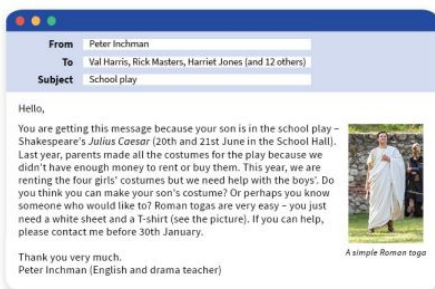 From Peter Inchman
To Val Harris, Rick Masters, Harriet Jones (and 12 others)
Subject School play
Hello,
You are getting this message because your son is in the school play –
Shakespeare's Julius Caesar (20th and 21st June in the School Hall).
Last year, parents made all the costumes for the play because we
didn't have enough money to rent or buy them. This year, we are
renting the four girls' costumes but we need help with the boys'. Do
you think you can make your son's costume? Or perhaps you know
someone who would like to? Roman togas are very easy – you just
need a white sheet and a T-shirt (see the picture). If you can help,
please contact me before 30th January.
A simple Roman toga
Thank you very much.
Peter Inchman (English and drama teacher)